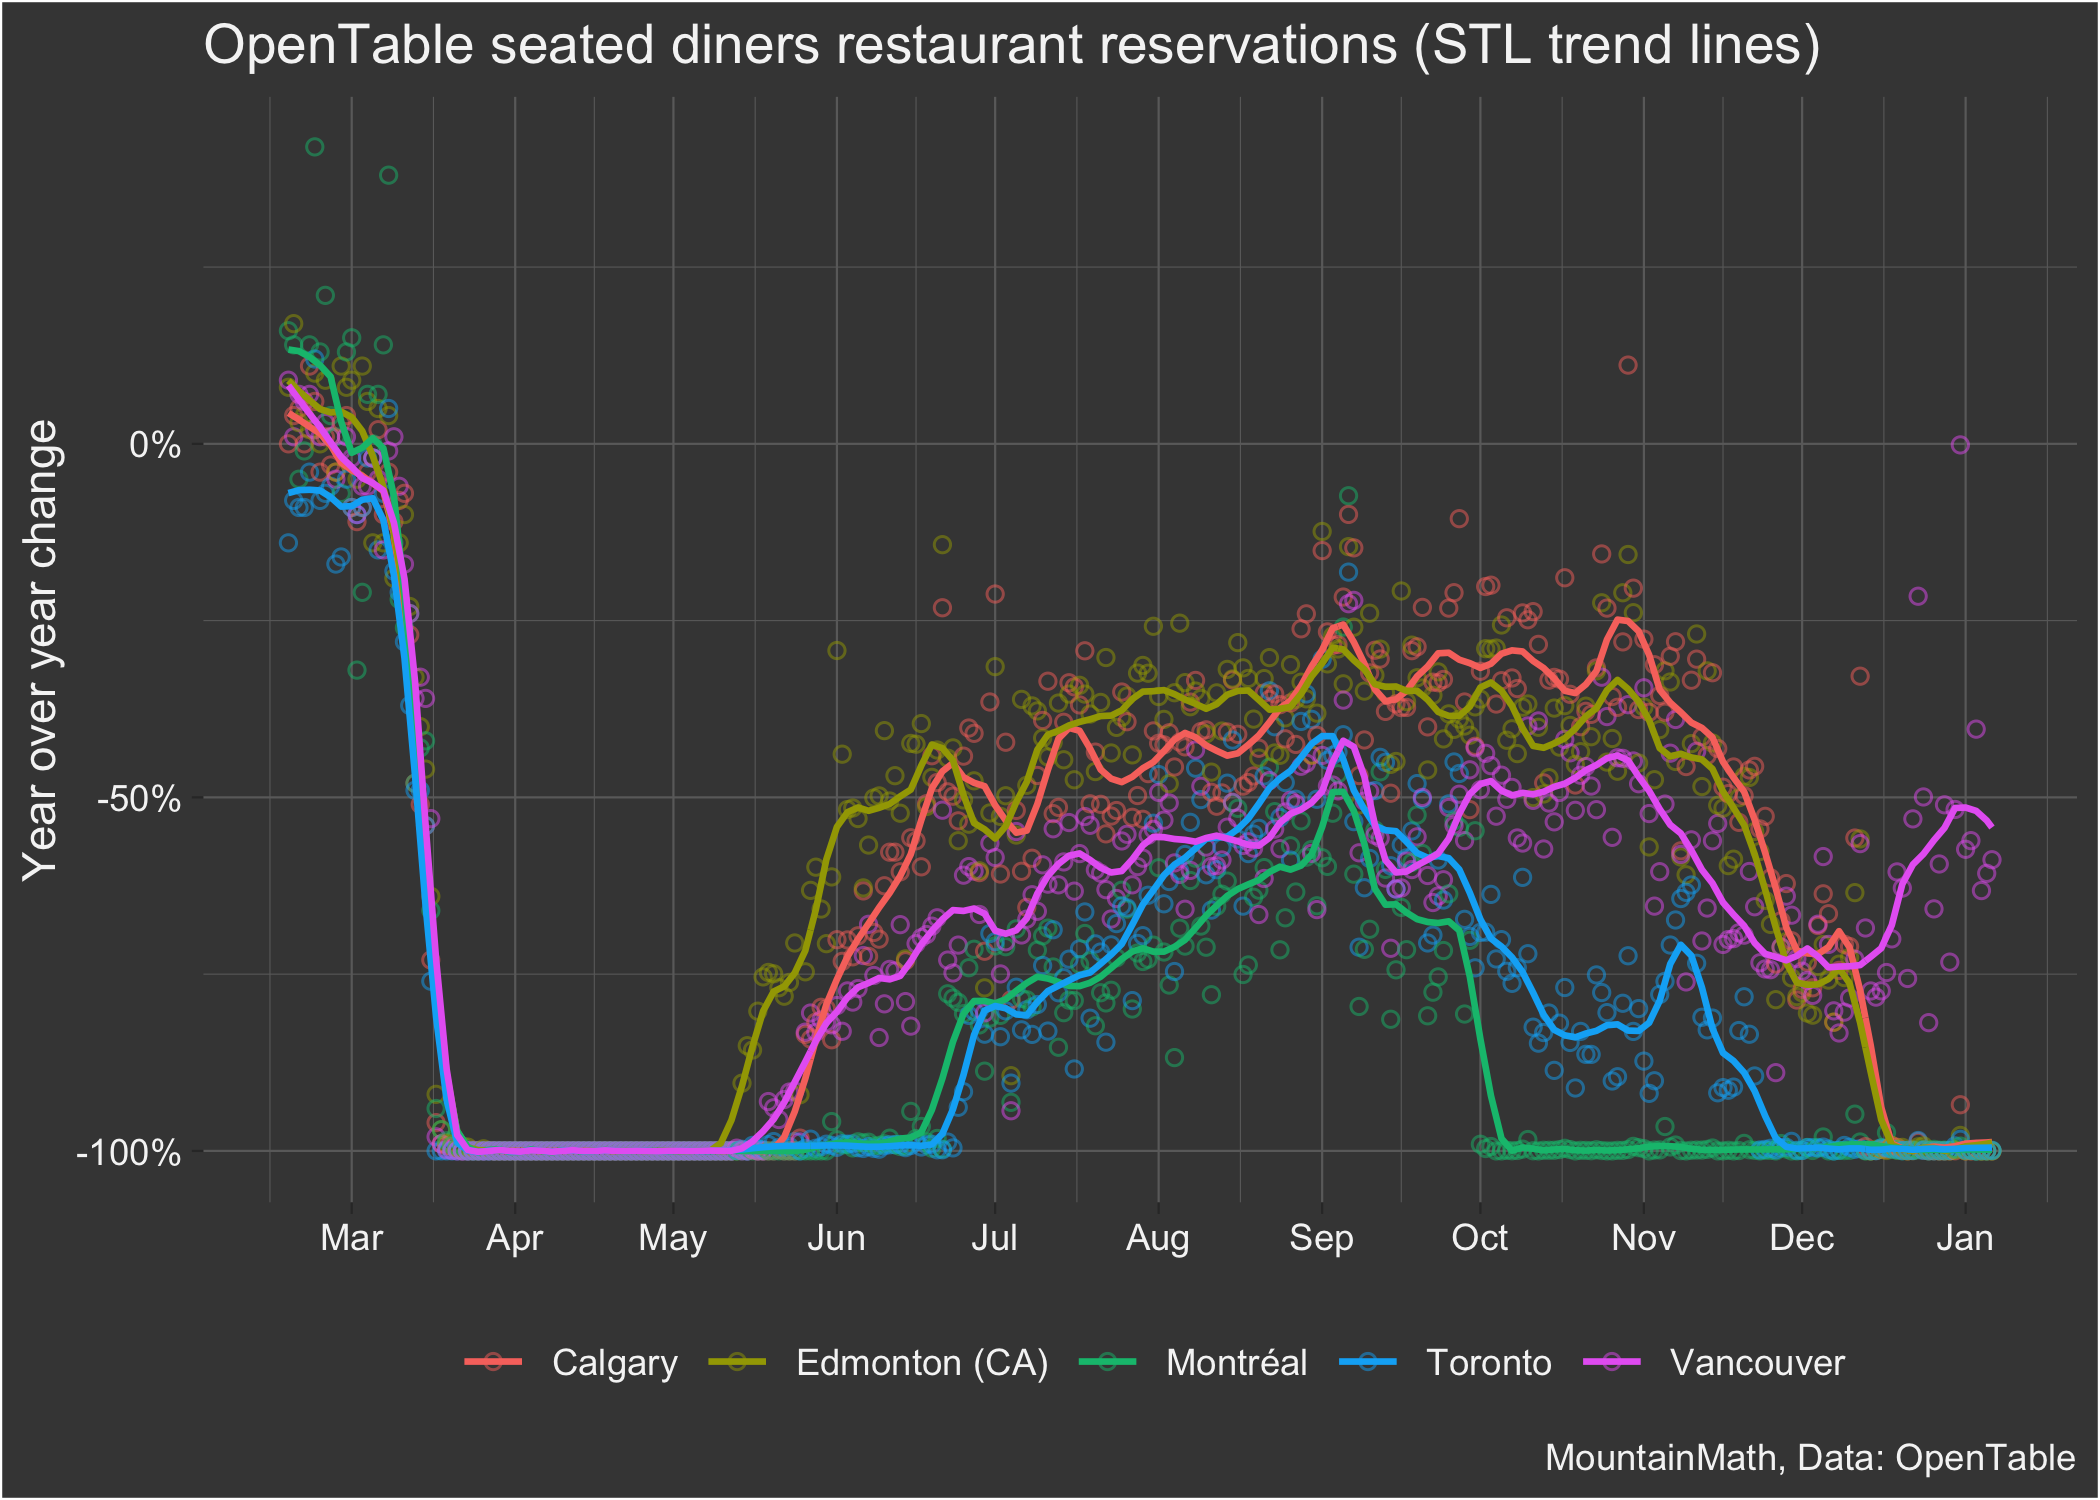 OpenTable seated diners restaurant reservations (STL trend lines)
Year over year change
0%
-50%
-100%
Mar Apr May Jun Jul Aug Sep Oct Nov Dec Jan
Calgary Edmonton (CA) Montréal Toronto Vancouver
MountainMath, Data: OpenTable